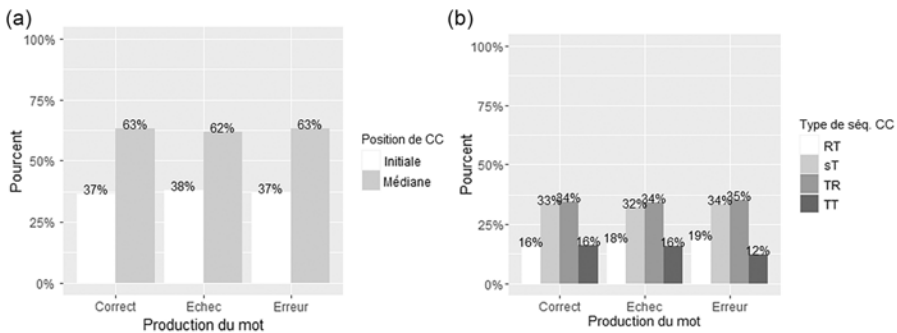 (a)
100%
75%
50%
25%
0%
Pourcent
37%
63%
38%
62%
37%
63%
Correct
Echec
Erreur
Production du mot
Position de CC
Initiale
Médiane
(b)
100%
75%
50%
25%
0%
Pourcent
16%
33%
34%
16%
18%
32%
34%
16%
19%
34%
35%
12%
Correct
Echec
Erreur
Production du mot
Type de séq. CC
RT
sT
TR
TT